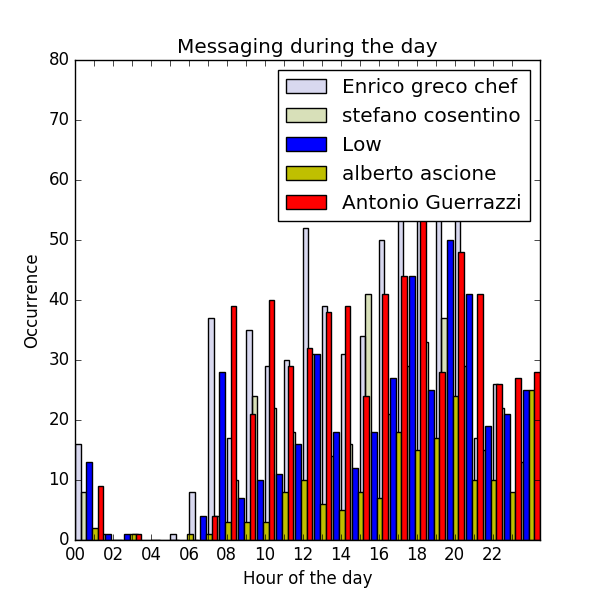 Messaging during the day
80
70
60
50
40
30
20
10
0
Occurrence
Enrico greco chef
stefano cosentino
Low
alberto ascione
Antonio Guerrazzi
00 02 04 06 08 10 12 14 16 18 20 22
Hour of the day